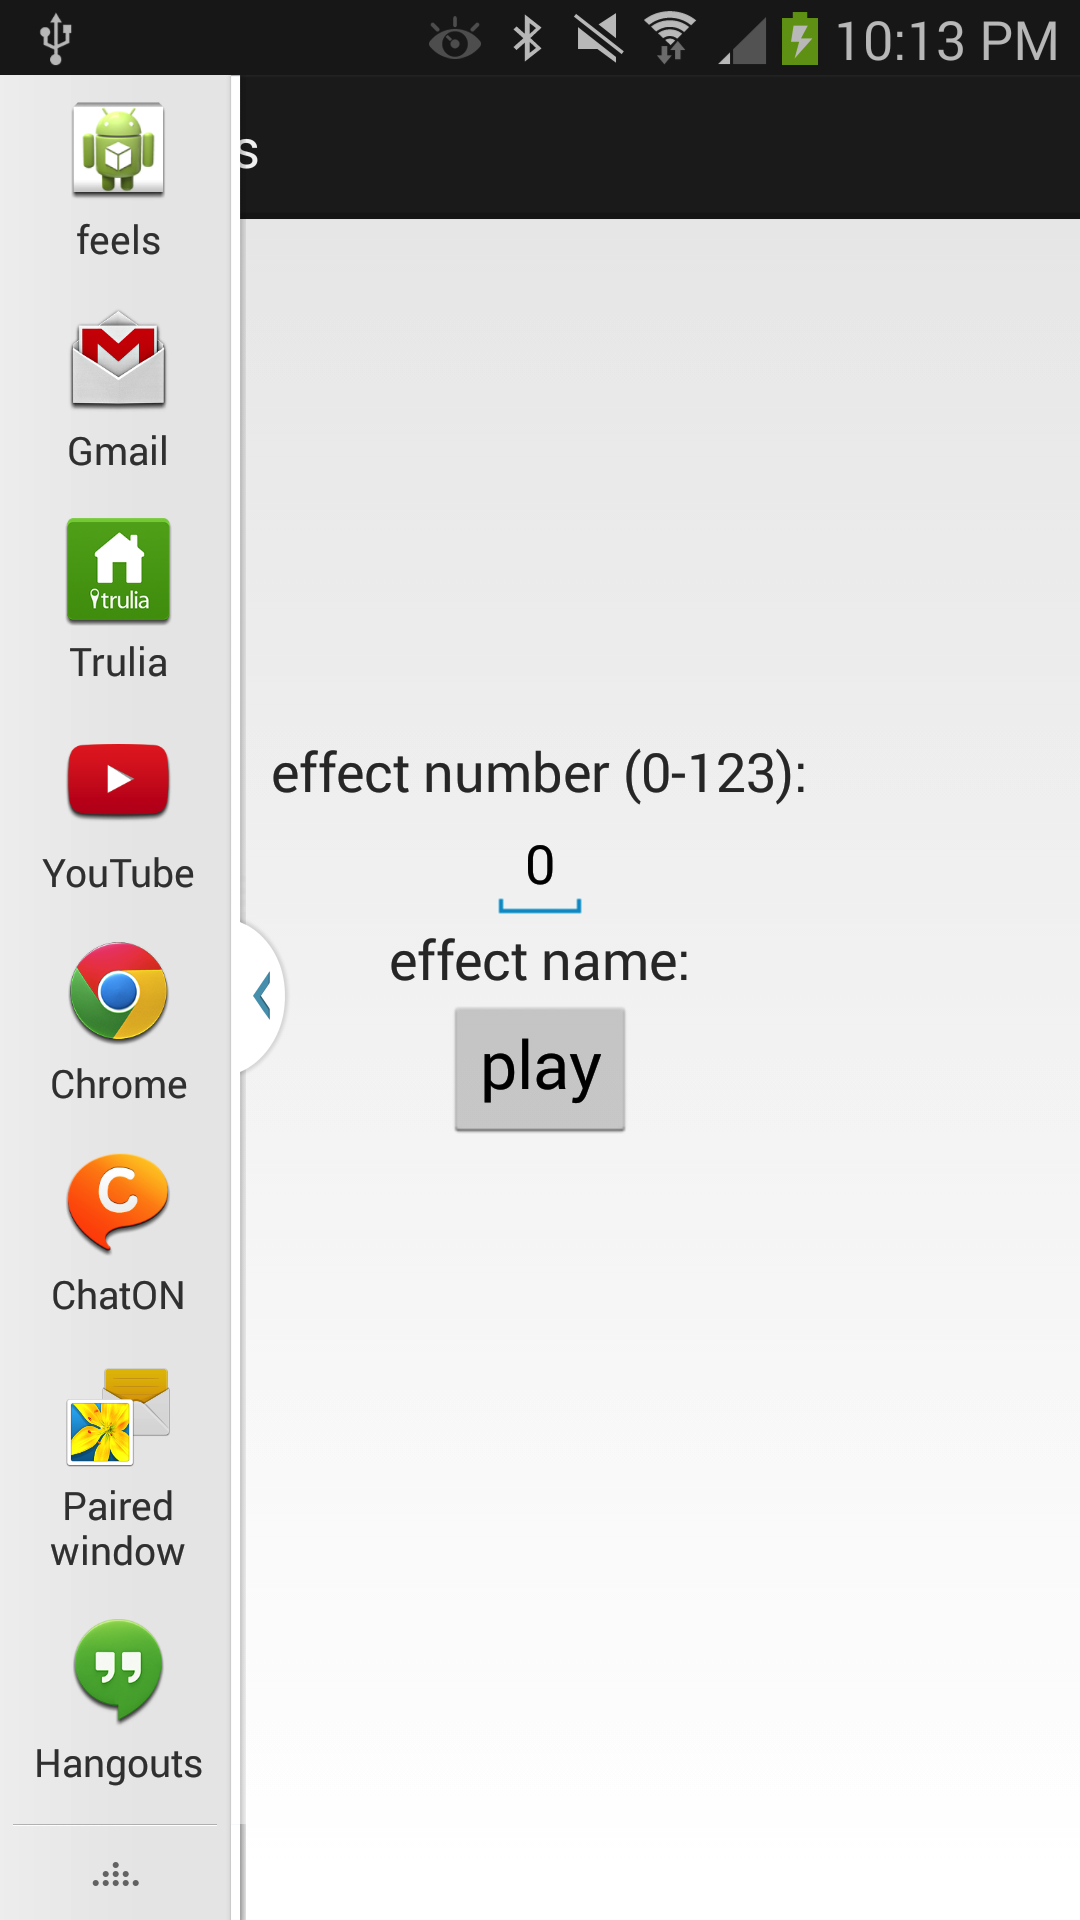 10:13 PM
s
feels
Gmail
trulia
Trulia
YouTube
effect number (0-123):
0
effect name:
play
Chrome
C
ChatON
Paired
window
Hangouts